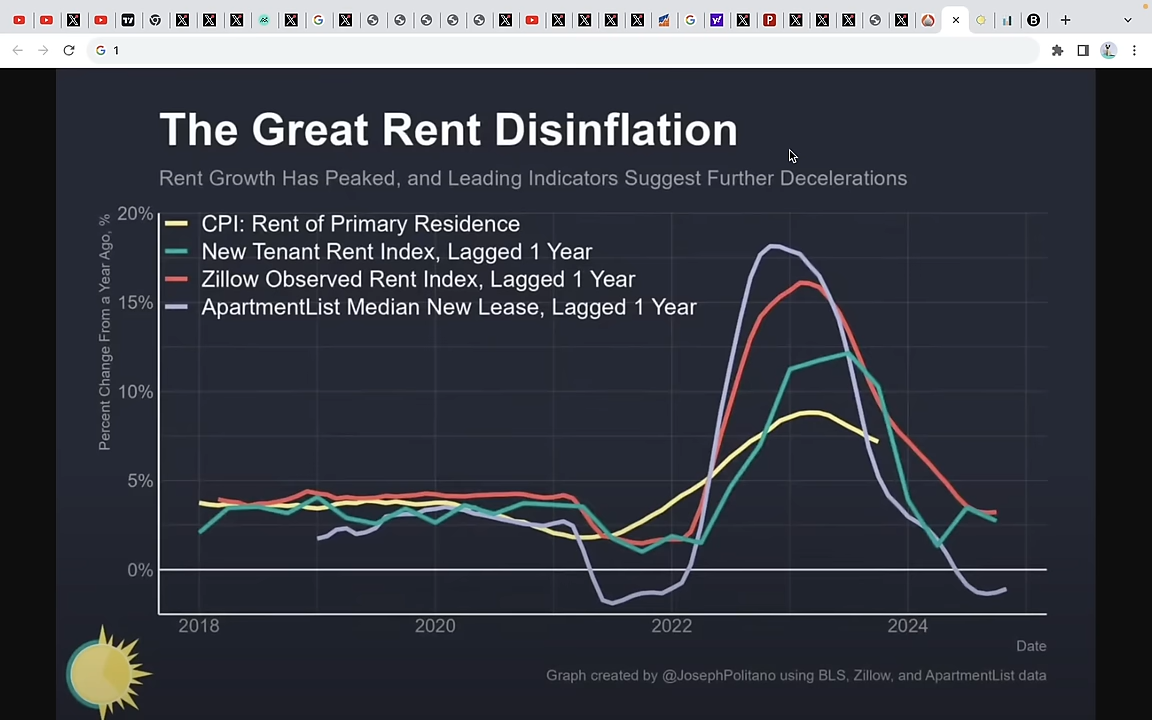 1
The Great Rent Disinflation
Rent Growth Has Peaked, and Leading Indicators Suggest Further Decelerations
Percent Change From a Year Ago, %
20%
CPI: Rent of Primary Residence
New Tenant Rent Index, Lagged 1 Year
Zillow Observed Rent Index, Lagged 1 Year
ApartmentList Median New Lease, Lagged 1 Year
15%
10%
5%
0%
2018 2020 2022 2024
Date
Graph created by @JosephPolitano using BLS, Zillow, and ApartmentList data